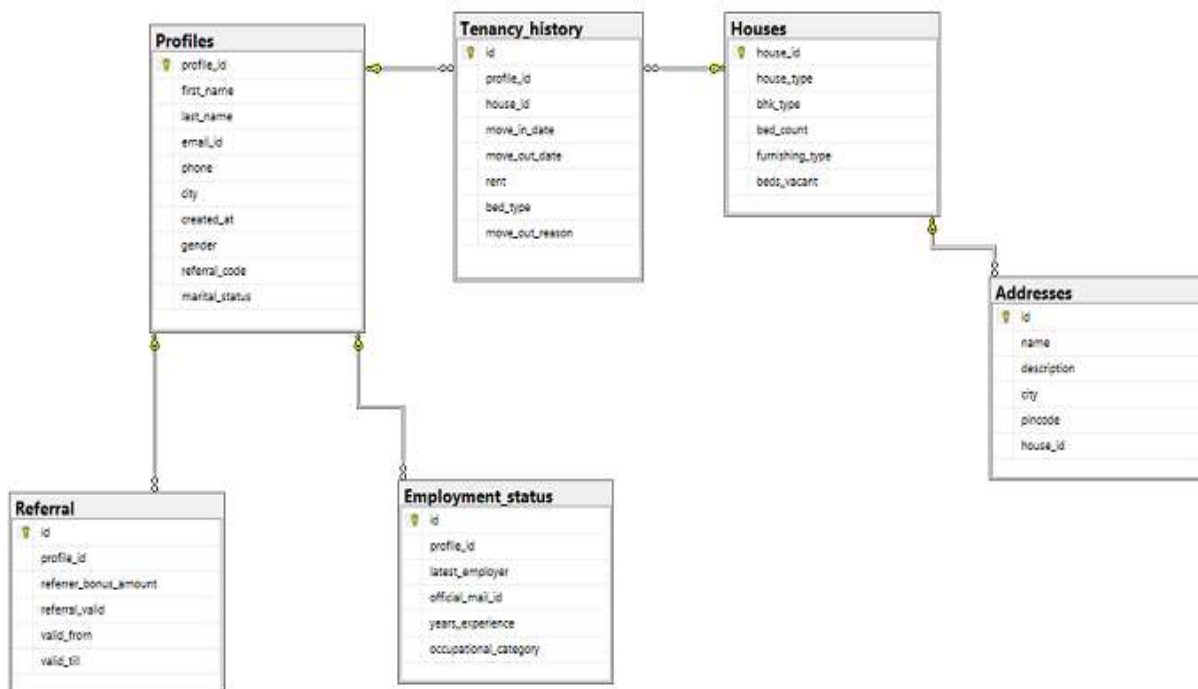 Profiles
profile_id
first_name
last_name
email_id
phone
city
created_at
gender
referral_code
marital_status
Tenancy_history
id
profile_id
house_id
move_in_date
move_out_date
rent
bed_type
move_out_reason
Houses
house_id
house_type
bhk_type
bed_count
furnishing_type
beds_vacant
Addresses
id
name
description
city
pincode
house_id
Referral
id
profile_id
referrer_bonus_amount
referral_valid
valid_from
valid_till
Employment_status
id
profile_id
latest_employer
official_mail_id
years_experience
occupational_category